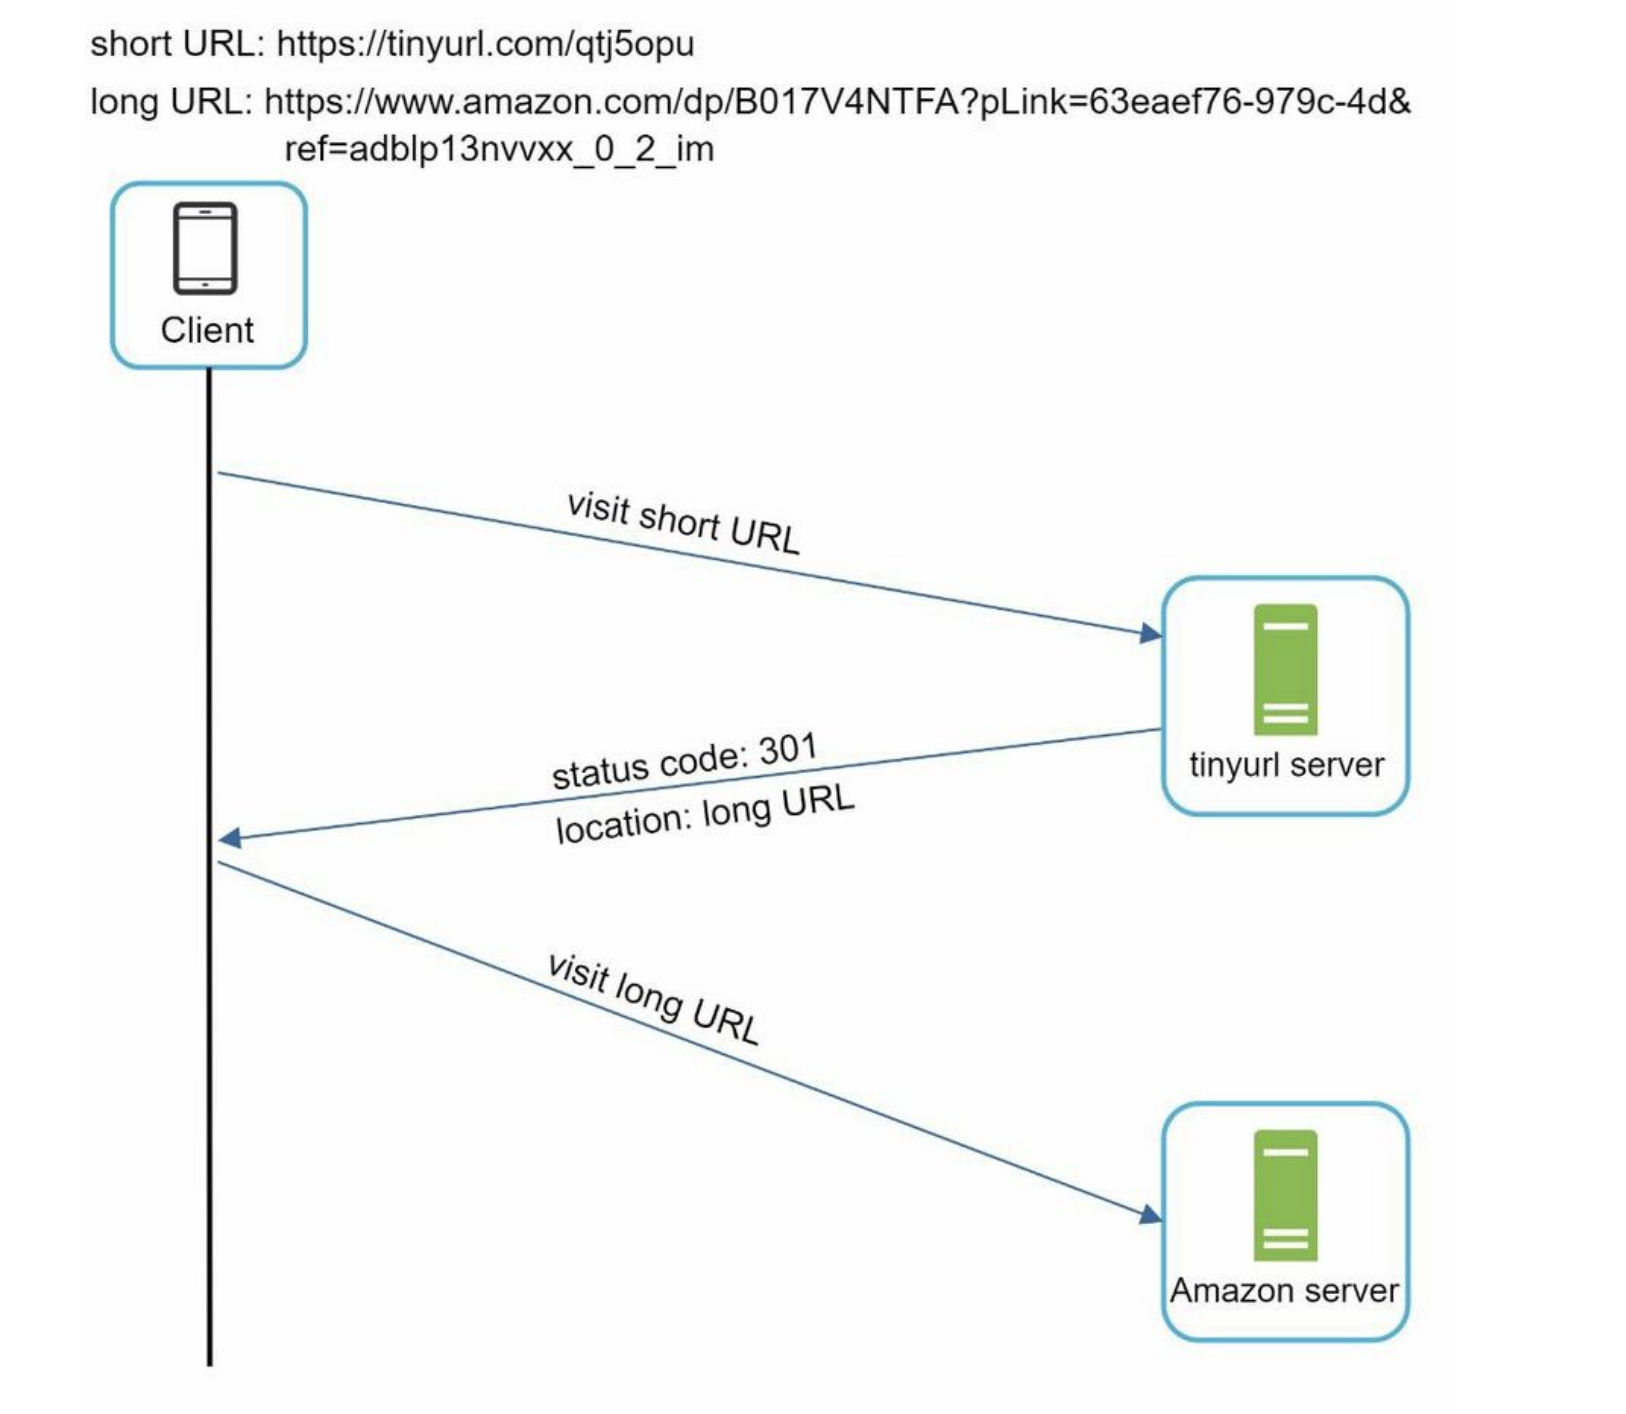 short URL: https://tinyurl.com/qtj5opu
long URL: https://www.amazon.com/dp/B017V4NTFA?pLink=63eaef76-979c-4d&
ref=adblp13nvvxx_0_2_im
Client
visit short URL
status code: 301
location: long URL
tinyurl server
visit long URL
Amazon server